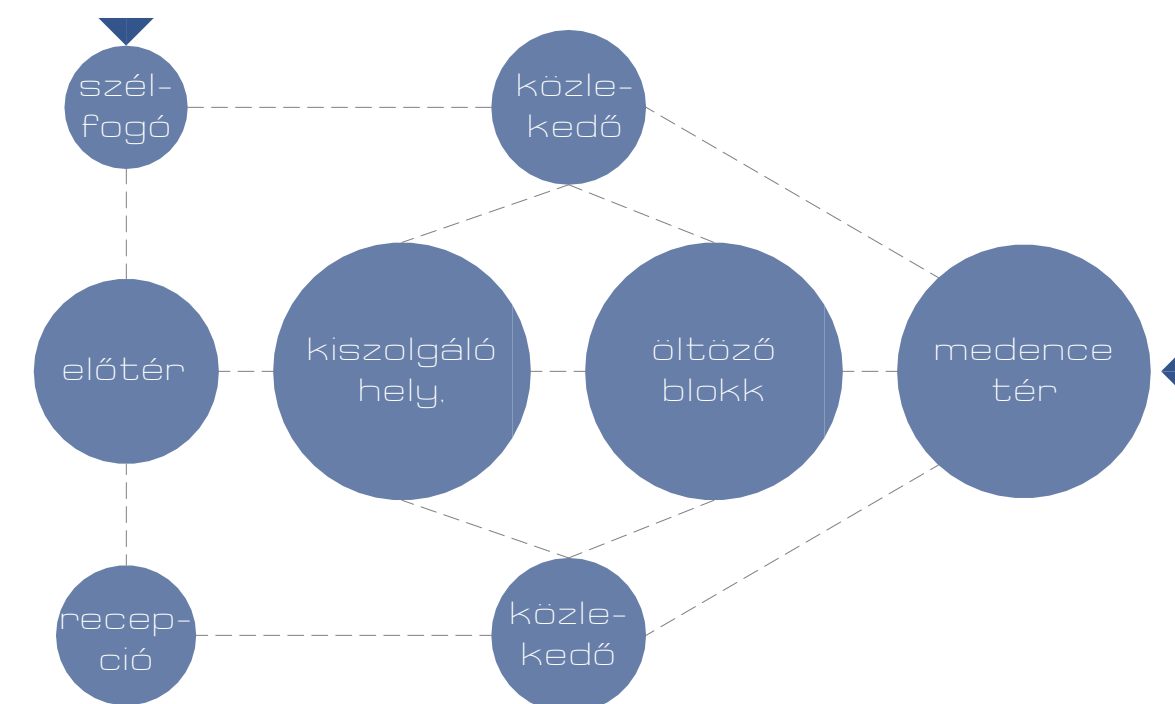 szél-
fogó
közle-
kedő
előtér
kiszolgáló
hely.
öltöző
blokk
medence
tér
recep-
ció
közle-
kedő